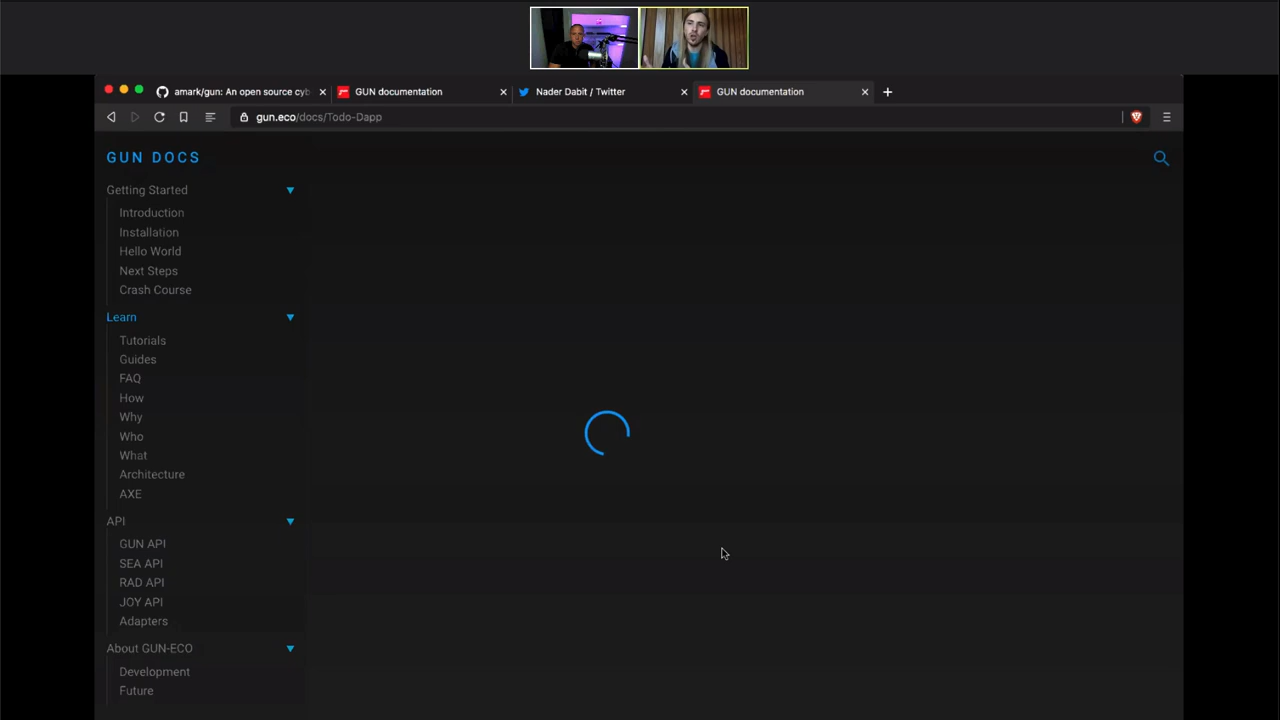 amark/gun: An open source cyb
GUN documentation
Nader Dabit / Twitter
GUN documentation
gun.eco/docs/Todo-Dapp
GUN DOCS
Getting Started
Introduction
Installation
Hello World
Next Steps
Crash Course
Learn
Tutorials
Guides
FAQ
How
Why
Who
What
Architecture
AXE
API
GUN API
SEA API
RAD API
JOY API
Adapters
About GUN-ECO
Development
Future